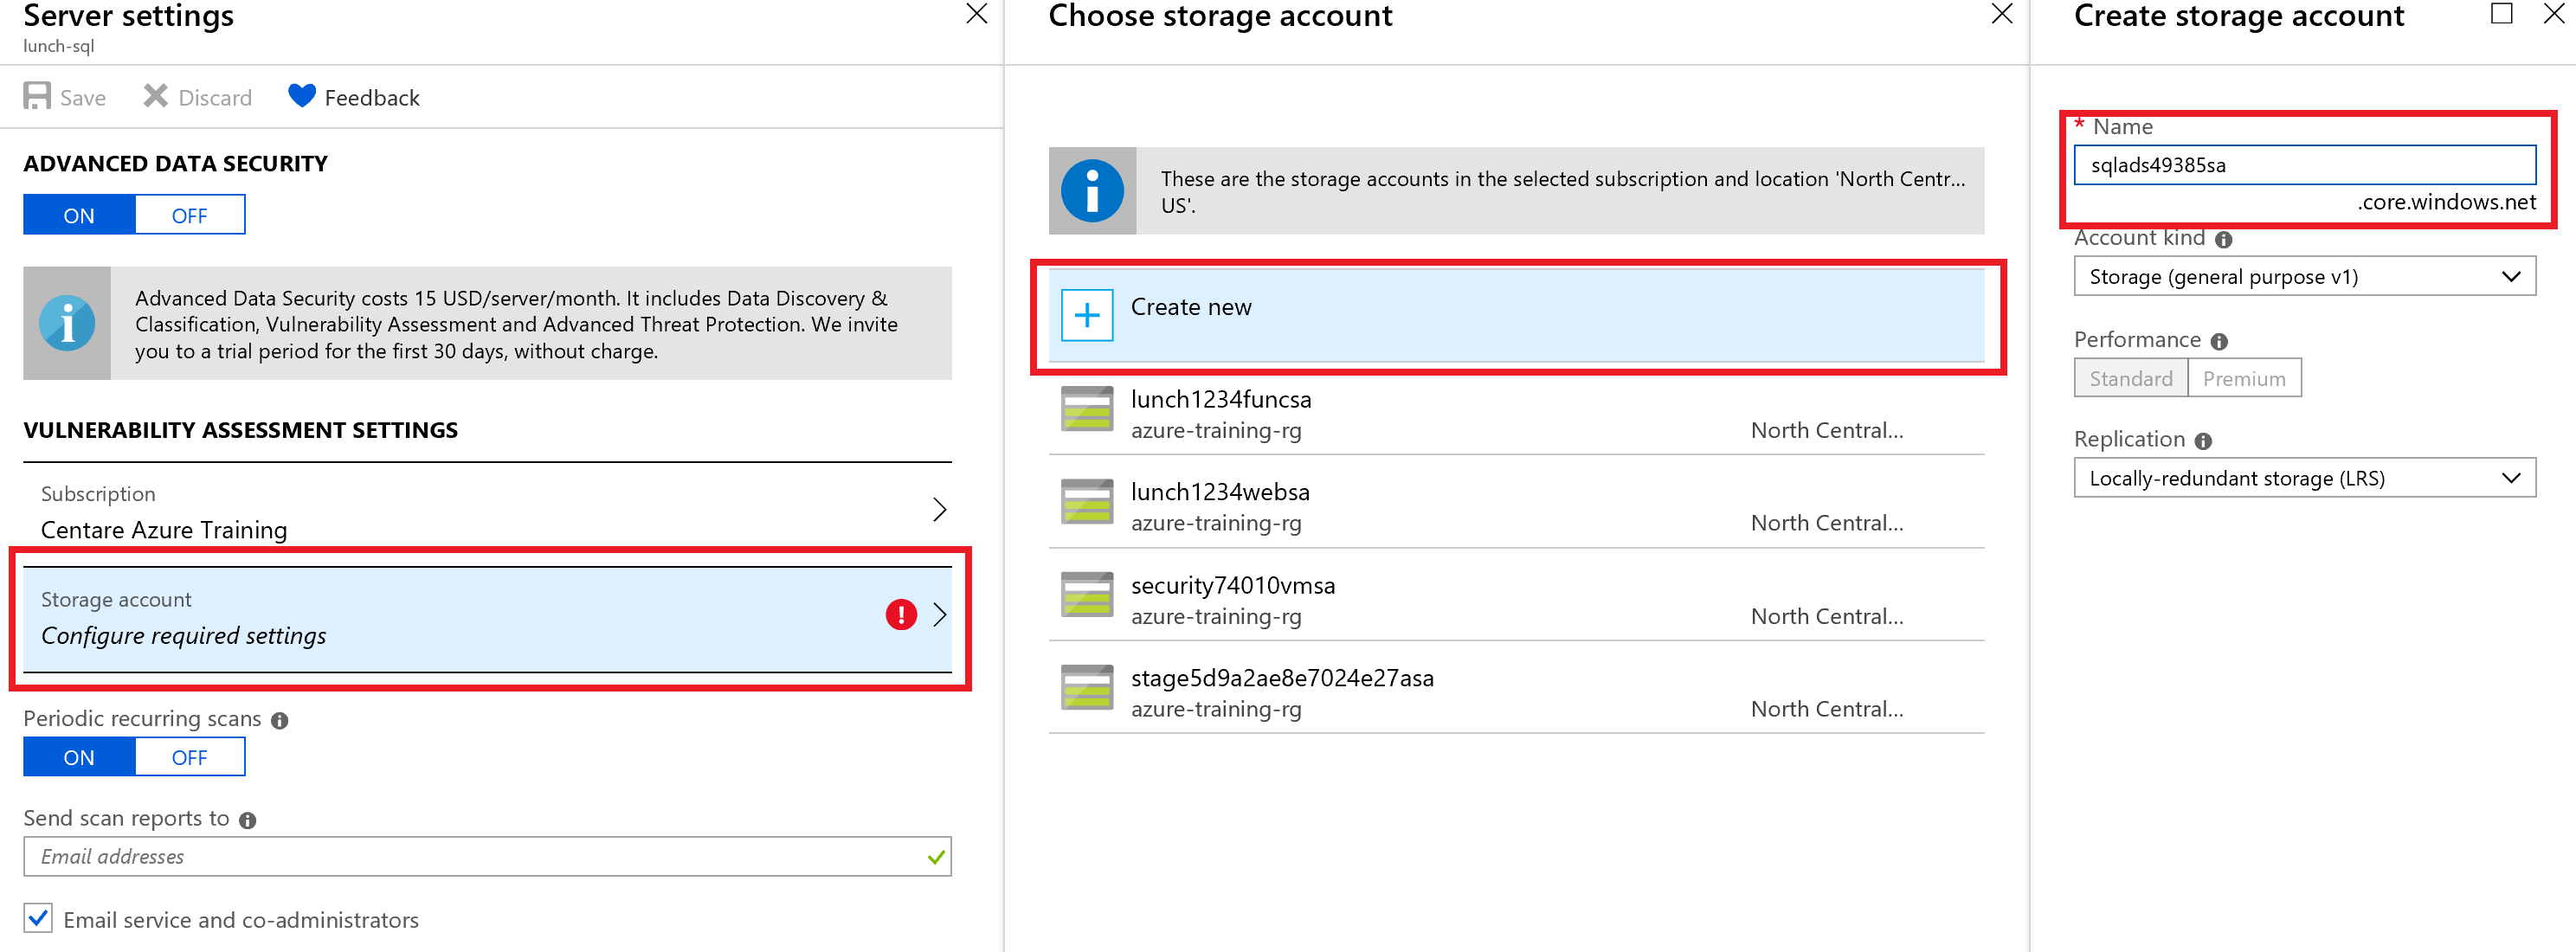 Server settings
lunch-sql
Save Discard Feedback
ADVANCED DATA SECURITY
ON OFF
Advanced Data Security costs 15 USD/server/month. It includes Data Discovery &
Classification, Vulnerability Assessment and Advanced Threat Protection. We invite
you to a trial period for the first 30 days, without charge.
VULNERABILITY ASSESSMENT SETTINGS
Subscription
Centare Azure Training
Storage account
Configure required settings
Periodic recurring scans
ON OFF
Send scan reports to
Email addresses
Email service and co-administrators
Choose storage account
These are the storage accounts in the selected subscription and location 'North Centr...
US'.
Create new
lunch1234funcsa
azure-training-rg North Central...
lunch1234websa
azure-training-rg North Central...
security74010vmsa
azure-training-rg North Central...
stage5d9a2ae8e7024e27asa
azure-training-rg North Central...
Create storage account
* Name
sqlads49385sa
.core.windows.net
Account kind
Storage (general purpose v1)
Performance
Standard Premium
Replication
Locally-redundant storage (LRS)